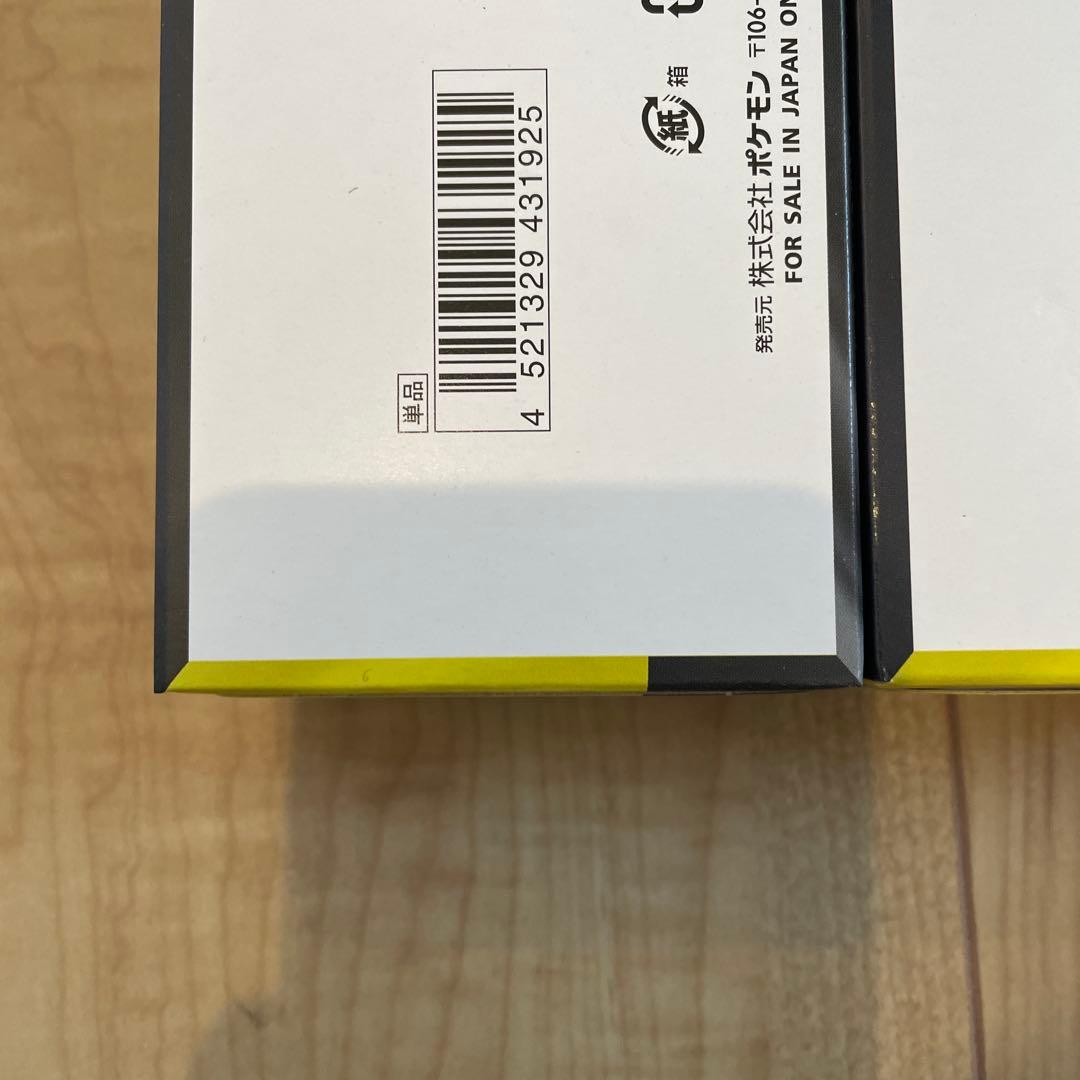 単品
4 521329 431925
紙
箱
発売元 株式会社 ポケモン 〒106-
FOR SALE IN JAPAN ON